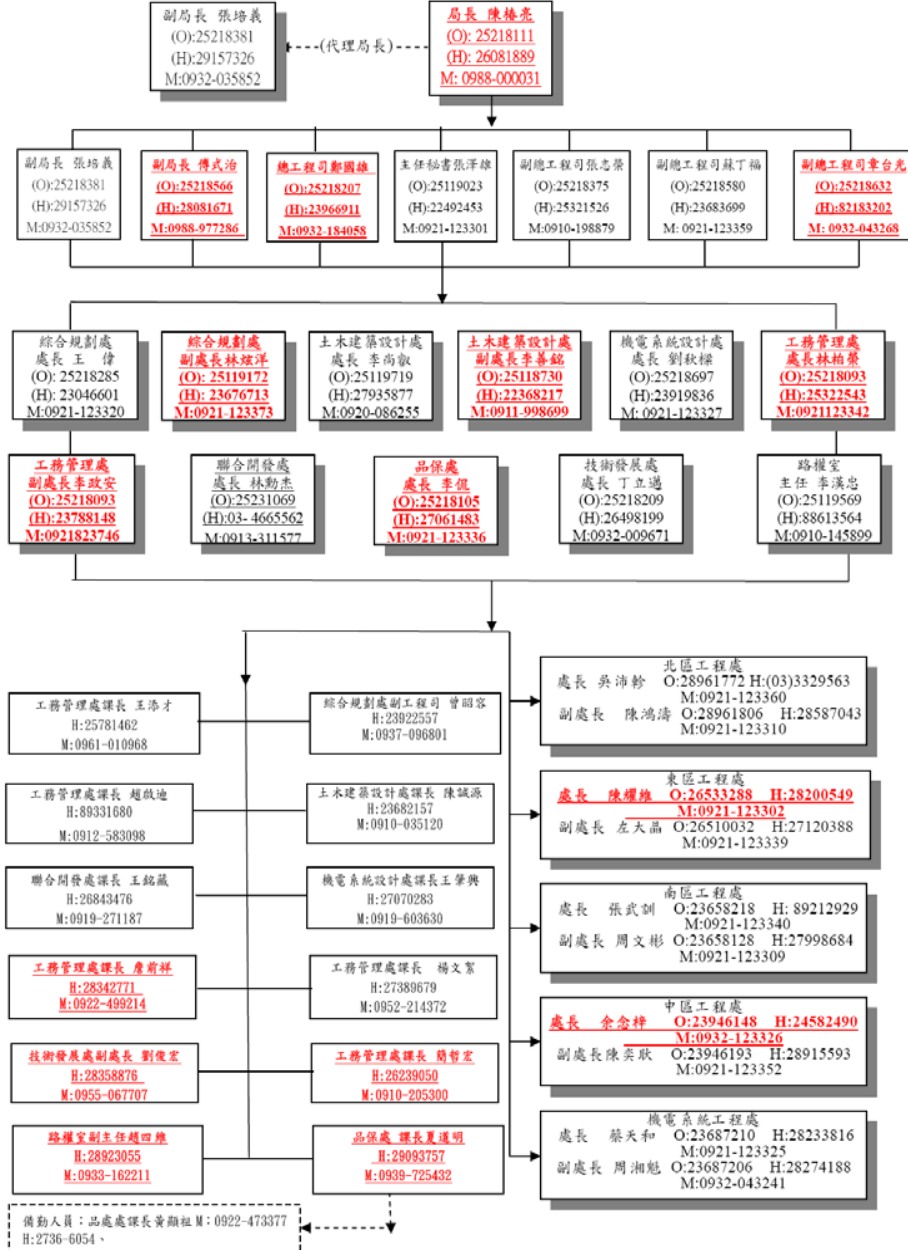 副局長 張培義
(O):25218381
(H):29157326
M:0932-035852
(代理局長)
局長 陳椿亮
(O): 25218111
(H): 26081889
M: 0988-000031
副局長 張培義
(O):25218381
(H):29157326
M:0932-035852
副局長 傅式治
(O):25218566
(H):28081671
M:0988-977286
總工程司鄭國雄
(O):25218207
(H):23966911
M:0932-184058
主任秘書張澤雄
(O):25119023
(H):22492453
M:0921-123301
副總工程司張志榮
(O):25218375
(H):25321526
M:0910-198879
副總工程司蘇丁福
(O):25218580
(H):23683699
M: 0921-123359
副總工程司章台光
(O):25218632
(H):82183202
M: 0932-043268
綜合規劃處
處長 王 偉
(O): 25218285
(H): 23046601
M:0921-123320
綜合規劃處
副處長林炫洋
(O): 25119172
(H): 23676713
M:0921-123373
土木建築設計處
處長 李尚叡
(O):25119719
(H):27935877
M:0920-086255
土木建築設計處
副處長李善銘
(O):25118730
(H):22368217
M:0911-998699
機電系統設計處
處長 劉秋樑
(O):25218697
(H):23919836
M: 0921-123327
工務管理處
處長林柏榮
(O):25218093
(H):25322543
M:0921123342
工務管理處
副處長李政安
(O):25218093
(H):23788148
M:0921823746
聯合開發處
處長 林勳杰
(O):25231069
(H):03- 4665562
M:0913-311577
品保處
處長 李侃
(O):25218105
(H):27061483
M:0921-123336
技術發展處
處長 丁立邁
(O):25218209
(H):26498199
M:0932-009671
路權室
主任 李漢忠
(O):25119569
(H):88613564
M:0910-145899
工務管理處課長 王添才
H:25781462
M:0961-010968
綜合規劃處副工程司 曾昭容
H:23922557
M:0937-096801
工務管理處課長 趙啟迪
H:89331680
M:0912-583098
土木建築設計處課長 陳誠源
H:23682157
M:0910-035120
聯合開發處課長 王銘藏
H:26843476
M:0919-271187
機電系統設計處課長王肇興
H:27070283
M:0919-603630
工務管理處課長 詹前祥
H:28342771
M:0922-499214
工務管理處課長 楊文絮
H:27389679
M:0952-214372
技術發展處副處長 劉俊宏
H:28358876
M:0955-067707
工務管理處課長 簡哲宏
H:26239050
M:0910-205300
路權室副主任趙四維
H:28923055
M:0933-162211
品保處 課長夏道明
H:29093757
M:0939-725432
備勤人員：品處處課長黃顯祖 M：0922-473377
H:2736-6054、
北區工程處
處長 吳沛軫 O:28961772 H:(03)3329563
M:0921-123360
副處長 陳鴻濤 O:28961806 H:28587043
M:0921-123310
東區工程處
處長 陳耀維 O:26533288 H:28200549
M:0921-123302
副處長 左大晶 O:26510032 H:27120388
M:0921-123339
南區工程處
處長 張武訓 O:23658218 H: 89212929
M:0921-123340
副處長 周文彬 O:23658128 H:27998684
M:0921-123309
中區工程處
處長 余念梓 O:23946148 H:24582490
M:0932-123326
副處長陳奕耿 O:23946193 H:28915593
M:0921-123352
機電系統工程處
處長 蔡天和 O:23687210 H:28233816
M:0921-123325
副處長 周湘魁 O:23687206 H:28274188
M:0932-043241